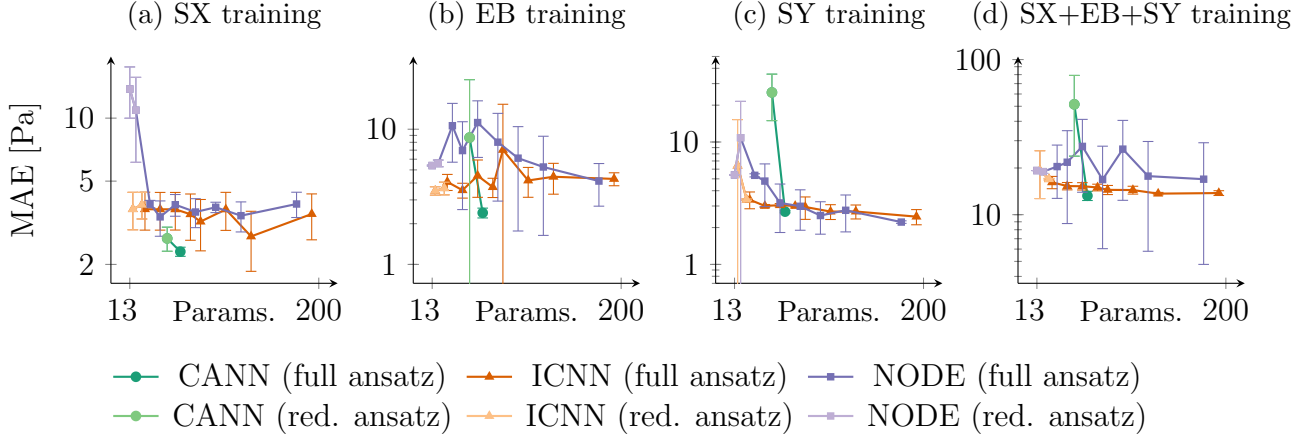 (a) SX training (b) EB training (c) SY training (d) SX+EB+SY training
MAE [Pa]
10
5
2
13 Params. 200
10
1
13 Params. 200
10
1
13 Params. 200
100
10
13 Params. 200
CANN (full ansatz) ICNN (full ansatz) NODE (full ansatz)
CANN (red. ansatz) ICNN (red. ansatz) NODE (red. ansatz)